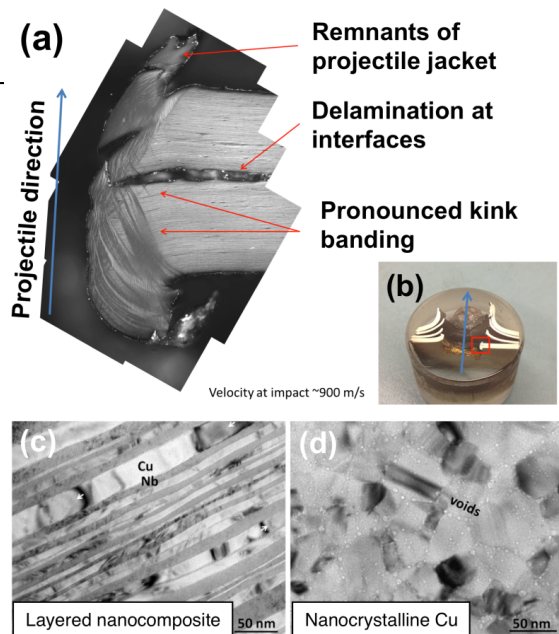 (a)
Remnants of
projectile jacket
Delamination at
interfaces
Pronounced kink
banding
Projectile direction
(b)
Velocity at impact ~900 m/s
(c)
Cu
Nb
Layered nanocomposite
50 nm
(d)
voids
Nanocrystalline Cu
50 nm